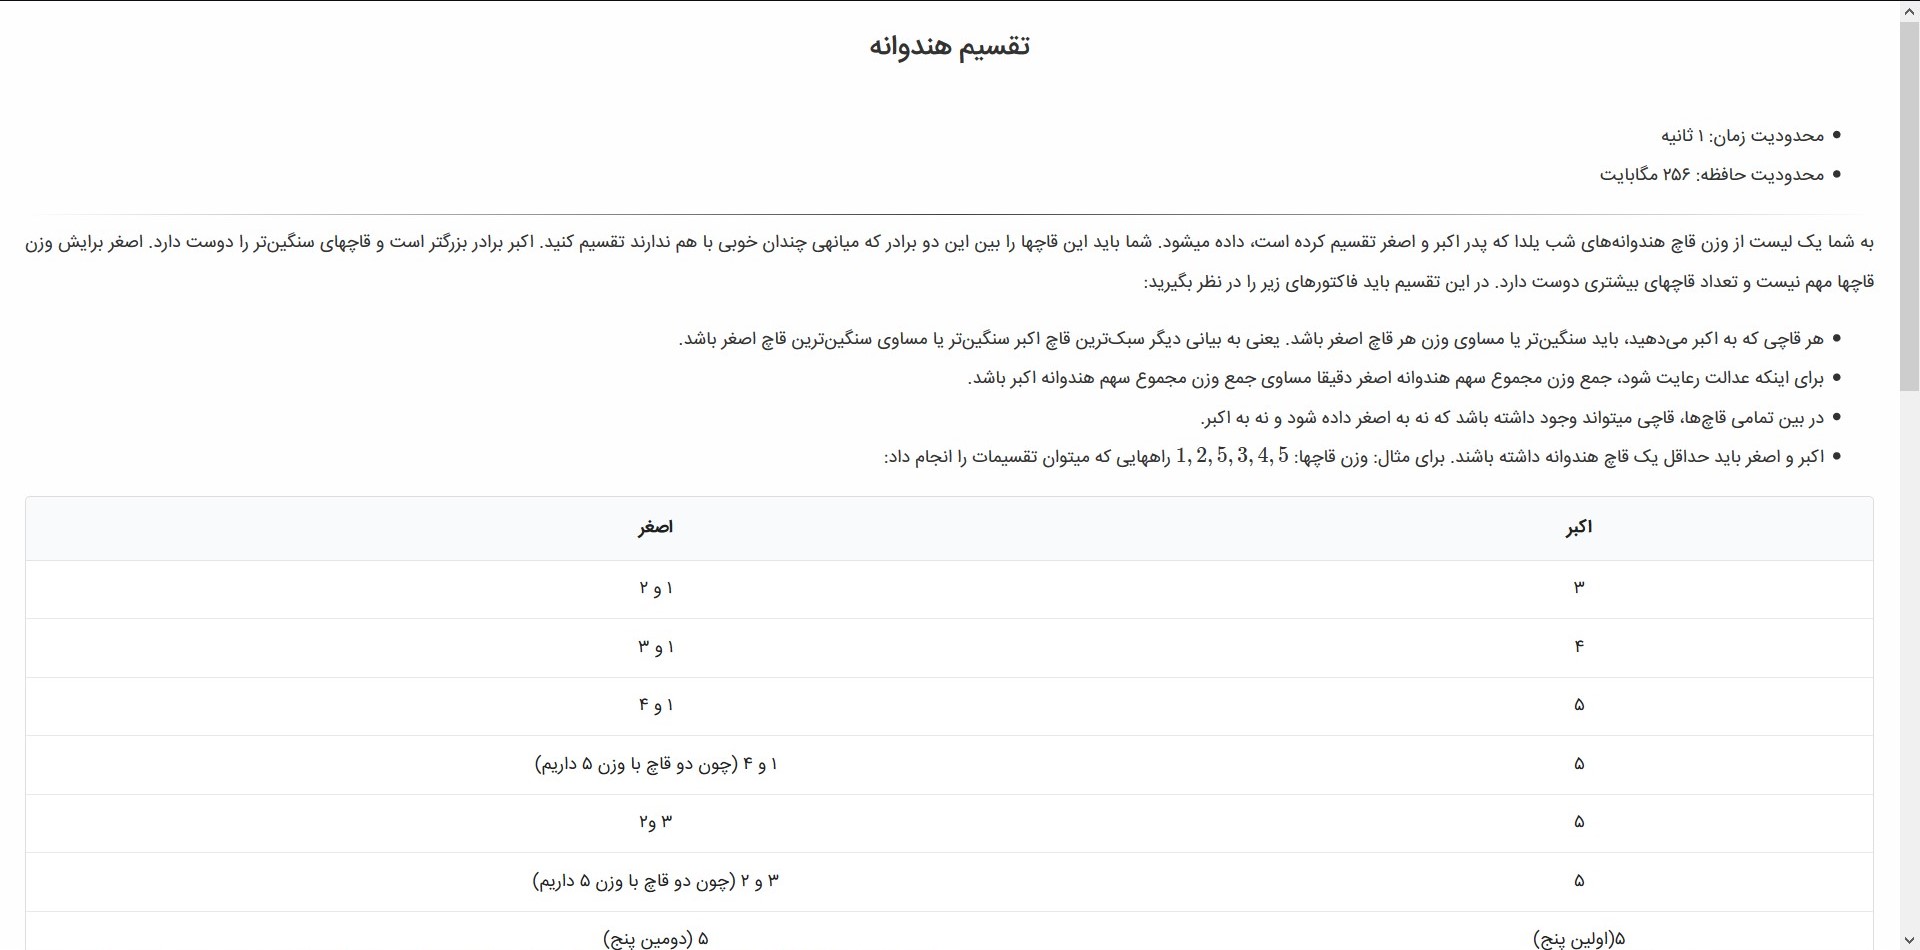 تقسیم هندوانه
محدودیت زمان: ۱ ثانیه
محدودیت حافظه: ۲۵۶ مگابایت
به شما یک لیست از وزن قاچ هندوانه‌های شب یلدا که پدر اکبر و اصغر تقسیم کرده است، داده میشود. شما باید این قاچها را بین این دو برادر که میانهی چندان خوبی با هم ندارند تقسیم کنید. اکبر برادر بزرگتر است و قاچهای سنگین‌تر را دوست دارد. اصغر برایش وزن
قاچها مهم نیست و تعداد قاچهای بیشتری دوست دارد. در این تقسیم باید فاکتورهای زیر را در نظر بگیرید:
هر قاچی که به اکبر می‌دهید، باید سنگین‌تر یا مساوی وزن هر قاچ اصغر باشد. یعنی به بیانی دیگر سبک‌ترین قاچ اکبر سنگین‌تر یا مساوی سنگین‌ترین قاچ اصغر باشد.
برای اینکه عدالت رعایت شود، جمع وزن مجموع سهم هندوانه اصغر دقیقا مساوی جمع وزن مجموع سهم هندوانه اکبر باشد.
در بین تمامی قاچ‌ها، قاچی میتواند وجود داشته باشد که نه به اصغر داده شود و نه به اکبر.
اکبر و اصغر باید حداقل یک قاچ هندوانه داشته باشند. برای مثال: وزن قاچها: 1, 2, 5, 3, 4, 5 راههایی که میتوان تقسیمات را انجام داد:
اکبر اصغر
۳ ۱ و ۲
۴ ۱ و ۳
۵ ۱ و ۴
۵ ۱ و ۴ (چون دو قاچ با وزن ۵ داریم)
۵ ۳ و۲
۵ ۳ و ۲ (چون دو قاچ با وزن ۵ داریم)
۵(اولین پنج) ۵ (دومین پنج)